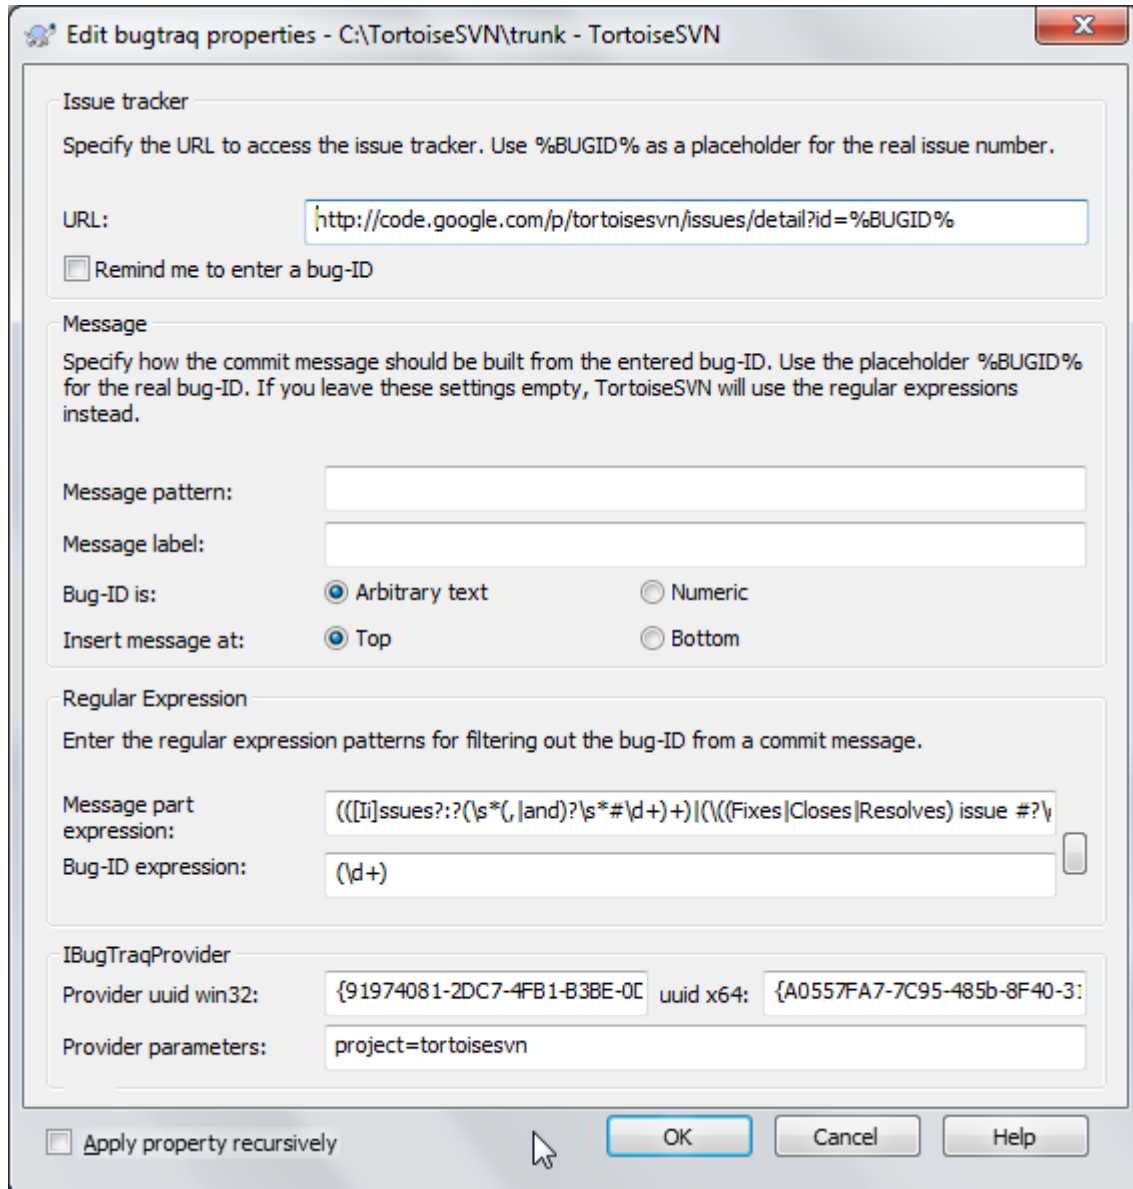 Edit bugtraq properties - C:\TortoiseSVN\trunk - TortoiseSVN
Issue tracker
Specify the URL to access the issue tracker. Use %BUGID% as a placeholder for the real issue number.
URL: http://code.google.com/p/tortoisesvn/issues/detail?id=%BUGID%
Remind me to enter a bug-ID
Message
Specify how the commit message should be built from the entered bug-ID. Use the placeholder %BUGID%
for the real bug-ID. If you leave these settings empty, TortoiseSVN will use the regular expressions
instead.
Message pattern:
Message label:
Bug-ID is: Arbitrary text Numeric
Insert message at: Top Bottom
Regular Expression
Enter the regular expression patterns for filtering out the bug-ID from a commit message.
Message part
expression: (([Ii]ssues?:?(\s*(,|and)?\s*#\d+)+)|(\((Fixes|Closes|Resolves) issue #?\
Bug-ID expression: (\d+)
IBugTraqProvider
Provider uuid win32: {91974081-2DC7-4FB1-B3BE-0D uuid x64: {A0557FA7-7C95-485b-8F40-31
Provider parameters: project=tortoisesvn
Apply property recursively OK Cancel Help